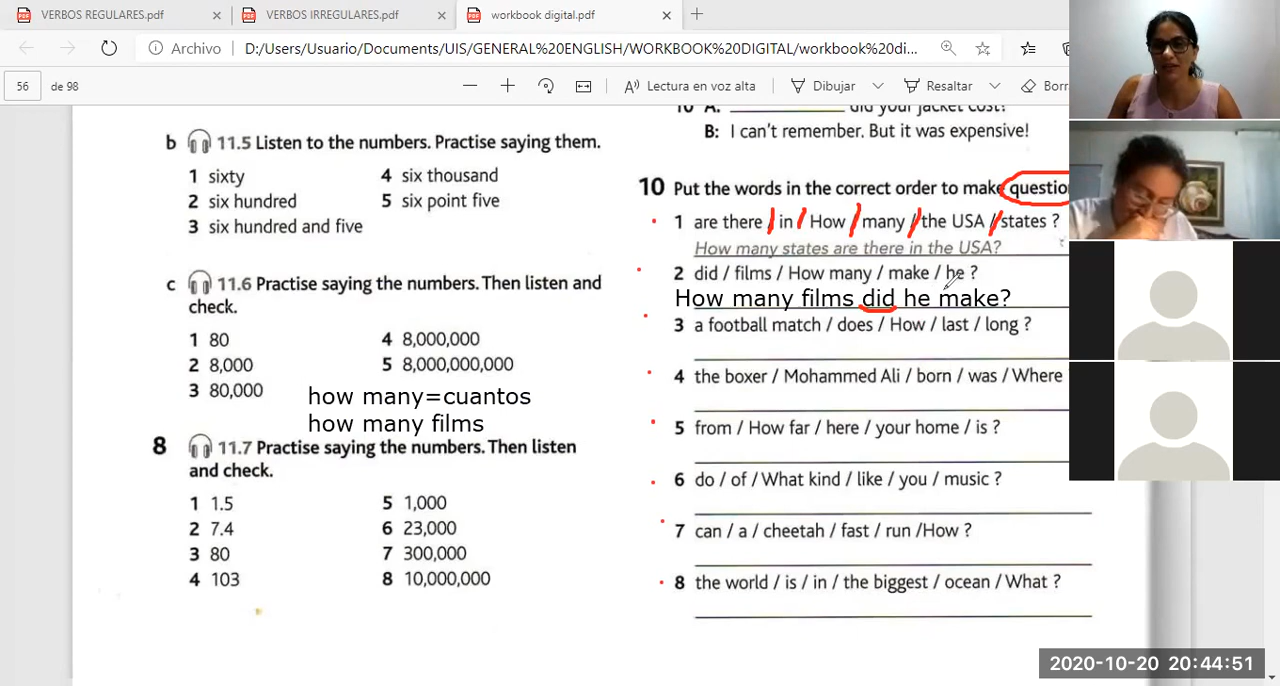 VERBOS REGULARES.pdf
VERBOS IRREGULARES.pdf
workbook digital.pdf
Archivo
D:/Users/Usuario/Documents/UIS/GENERAL%20ENGLISH/WORKBOOK%20DIGITAL/workbook%20di...
56 de 98
Lectura en voz alta
Dibujar
Resaltar
b 11.5 Listen to the numbers. Practise saying them.
1 sixty
2 six hundred
3 six hundred and five
4 six thousand
5 six point five
c 11.6 Practise saying the numbers. Then listen and
check.
1 80
2 8,000
3 80,000
4 8,000,000
5 8,000,000,000
how many=cuantos
how many films
8 11.7 Practise saying the numbers. Then listen
and check.
1 1.5
2 7.4
3 80
4 103
5 1,000
6 23,000
7 300,000
8 10,000,000
10 A: did your jacket cost?
B: I can't remember. But it was expensive!
10 Put the words in the correct order to make
1 are there / in / How / many / the USA / states ?
How many states are there in the USA?
2 did / films / How many / make / he ?
How many films did he make?
3 a football match / does / How / last / long ?
4 the boxer / Mohammed Ali / born / was / Where
5 from / How far / here / your home / is ?
6 do / of / What kind / like / you / music ?
7 can / a / cheetah / fast / run /How ?
8 the world / is / in / the biggest / ocean / What ?
2020-10-20 20:44:51